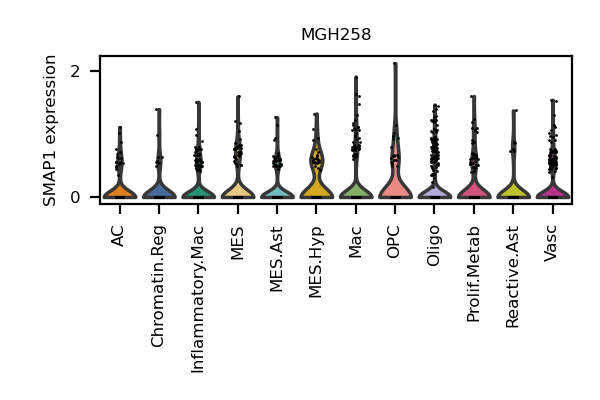 MGH258
SMAP1 expression
2
0
AC
Chromatin.Reg
Inflammatory.Mac
MES
MES.Ast
MES.Hyp
Mac
OPC
Oligo
Prolif.Metab
Reactive.Ast
Vasc